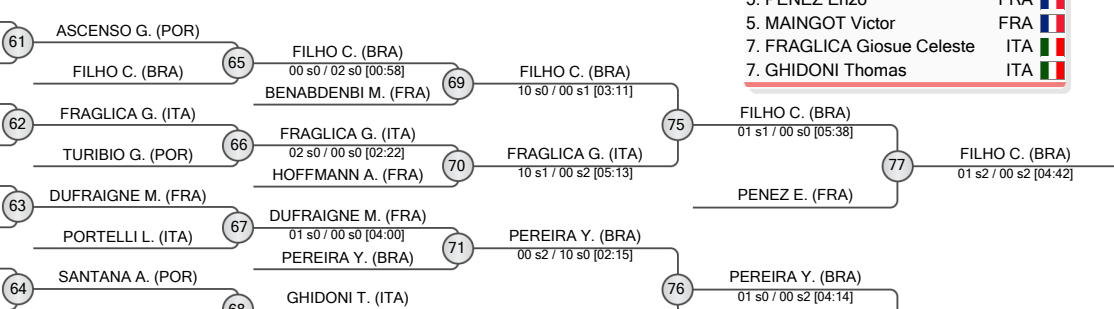 5. PENEZ Enzo FRA
5. MAINGOT Victor FRA
7. FRAGLICA Giosue Celeste ITA
7. GHIDONI Thomas ITA
61
ASCENSO G. (POR)
FILHO C. (BRA)
65
FILHO C. (BRA)
00 s0 / 02 s0 [00:58]
BENABDENBI M. (FRA)
69
FILHO C. (BRA)
10 s0 / 00 s1 [03:11]
62
FRAGLICA G. (ITA)
TURIBIO G. (POR)
66
FRAGLICA G. (ITA)
02 s0 / 00 s0 [02:22]
HOFFMANN A. (FRA)
70
FRAGLICA G. (ITA)
10 s1 / 00 s2 [05:13]
75
FILHO C. (BRA)
01 s1 / 00 s0 [05:38]
PENEZ E. (FRA)
77
FILHO C. (BRA)
01 s2 / 00 s2 [04:42]
63
DUFRAIGNE M. (FRA)
PORTELLI L. (ITA)
67
DUFRAIGNE M. (FRA)
01 s0 / 00 s0 [04:00]
PEREIRA Y. (BRA)
71
PEREIRA Y. (BRA)
00 s2 / 10 s0 [02:15]
64
SANTANA A. (POR)
68
GHIDONI T. (ITA)
76
PEREIRA Y. (BRA)
01 s0 / 00 s2 [04:14]